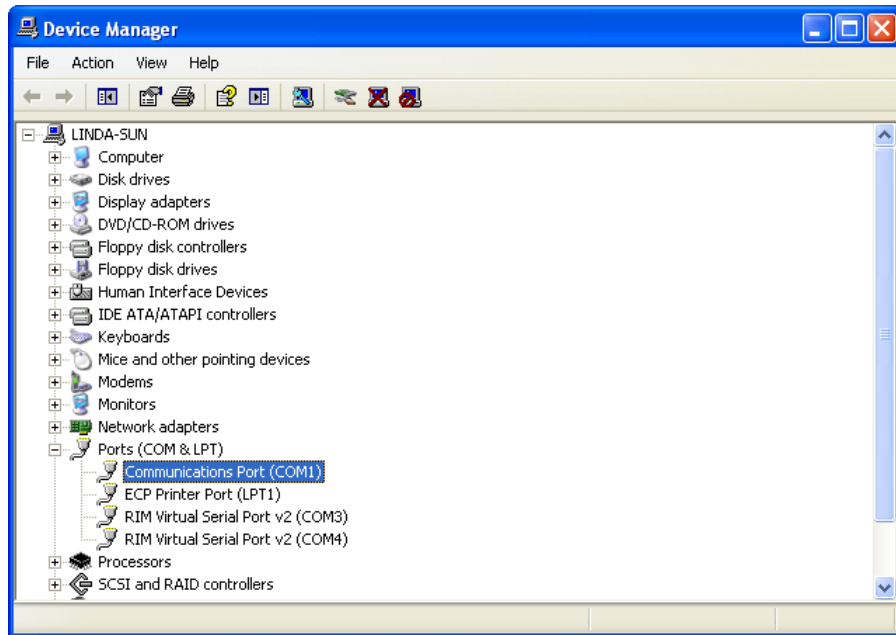 Device Manager
File Action View Help
LINDA-SUN
Computer
Disk drives
Display adapters
DVD/CD-ROM drives
Floppy disk controllers
Floppy disk drives
Human Interface Devices
IDE ATA/ATAPI controllers
Keyboards
Mice and other pointing devices
Modems
Monitors
Network adapters
Ports (COM & LPT)
Communications Port (COM1)
ECP Printer Port (LPT1)
RIM Virtual Serial Port v2 (COM3)
RIM Virtual Serial Port v2 (COM4)
Processors
SCSI and RAID controllers